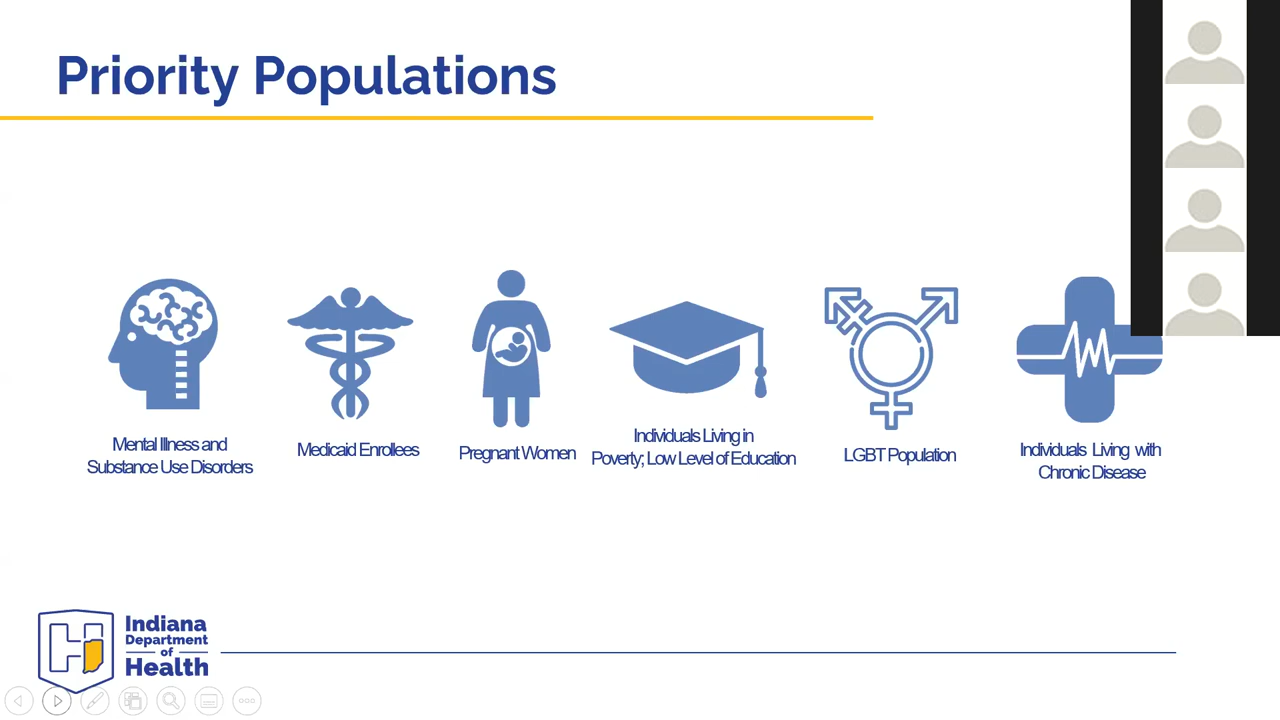 Priority Populations
Mental Illness and
Substance Use Disorders
Medicaid Enrollees
Pregnant Women
Individuals Living in
Poverty; Low Level of Education
LGBT Population
Individuals Living with
Chronic Disease
Indiana
Department
of
Health